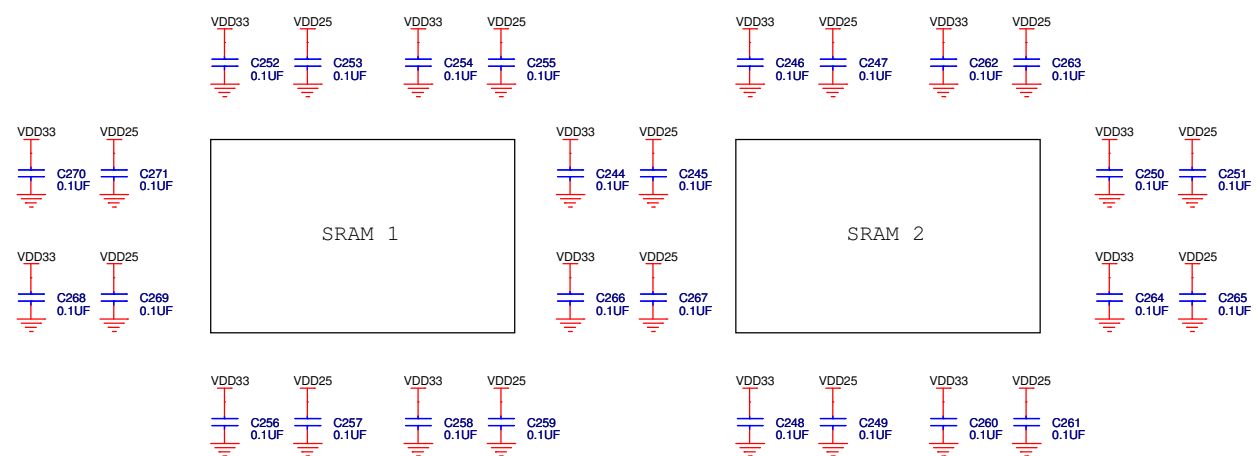 VDD33 VDD25 VDD33 VDD25 VDD33 VDD25 VDD33 VDD25
C252 C253 C254 C255 C246 C247 C262 C263
0.1UF 0.1UF 0.1UF 0.1UF 0.1UF 0.1UF 0.1UF 0.1UF
VDD33 VDD25 VDD33 VDD25 VDD33 VDD25
C270 C271 C244 C245 C250 C251
0.1UF 0.1UF 0.1UF 0.1UF 0.1UF 0.1UF
SRAM 1 SRAM 2
VDD33 VDD25 VDD33 VDD25 VDD33 VDD25
C268 C269 C266 C267 C264 C265
0.1UF 0.1UF 0.1UF 0.1UF 0.1UF 0.1UF
VDD33 VDD25 VDD33 VDD25 VDD33 VDD25 VDD33 VDD25
C256 C257 C258 C259 C248 C249 C260 C261
0.1UF 0.1UF 0.1UF 0.1UF 0.1UF 0.1UF 0.1UF 0.1UF